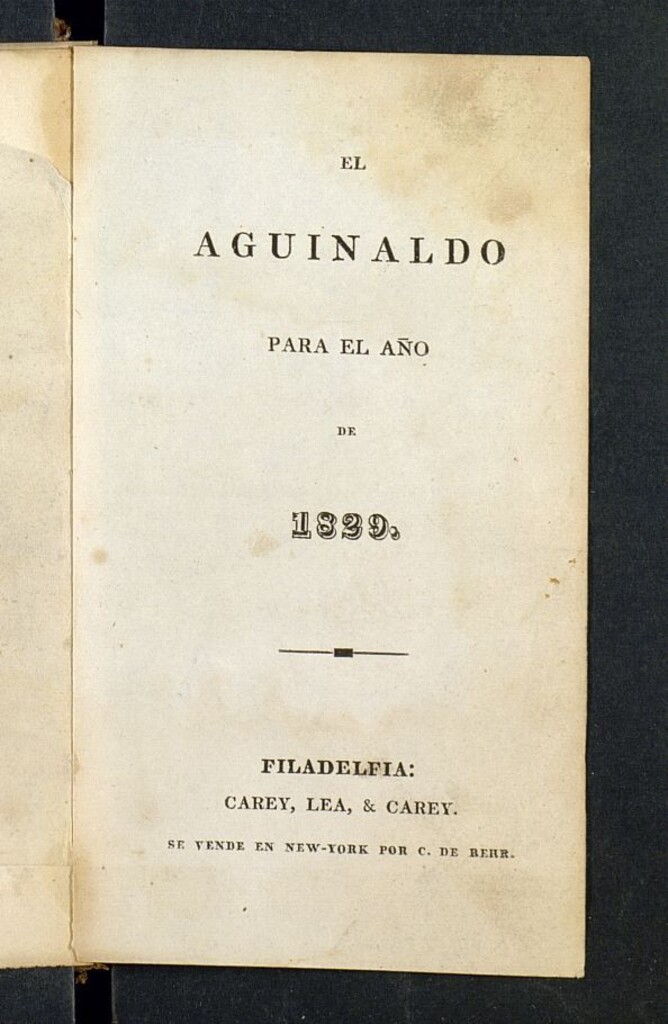 EL
AGUINALDO
PARA EL AÑO
DE
1829.
FILADELFIA:
CAREY, LEA, & CAREY.
SE VENDE EN NEW-YORK POR C. DE BEHR.